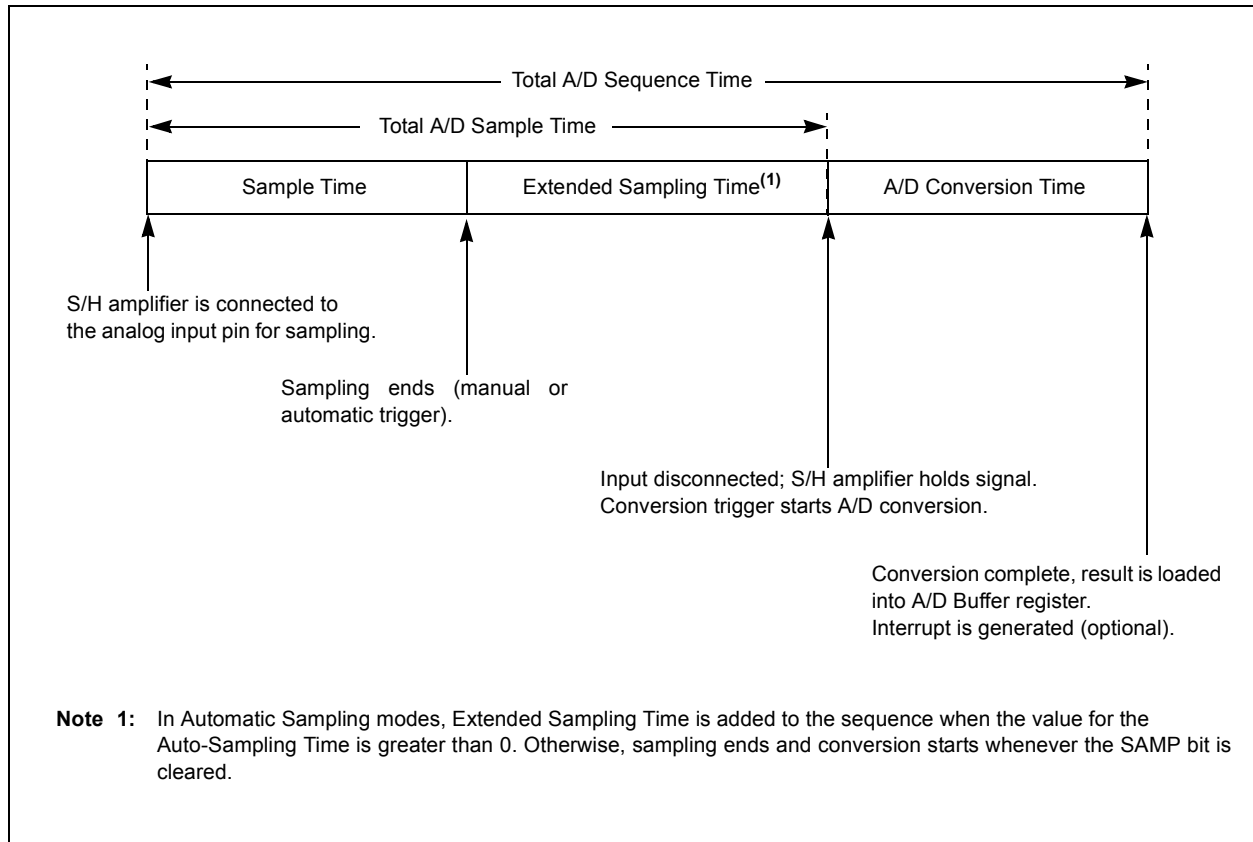 Total A/D Sequence Time
Total A/D Sample Time
Sample Time
Extended Sampling Time(1)
A/D Conversion Time
S/H amplifier is connected to
the analog input pin for sampling.
Sampling ends (manual or
automatic trigger).
Input disconnected; S/H amplifier holds signal.
Conversion trigger starts A/D conversion.
Conversion complete, result is loaded
into A/D Buffer register.
Interrupt is generated (optional).
Note 1: In Automatic Sampling modes, Extended Sampling Time is added to the sequence when the value for the
Auto-Sampling Time is greater than 0. Otherwise, sampling ends and conversion starts whenever the SAMP bit is
cleared.